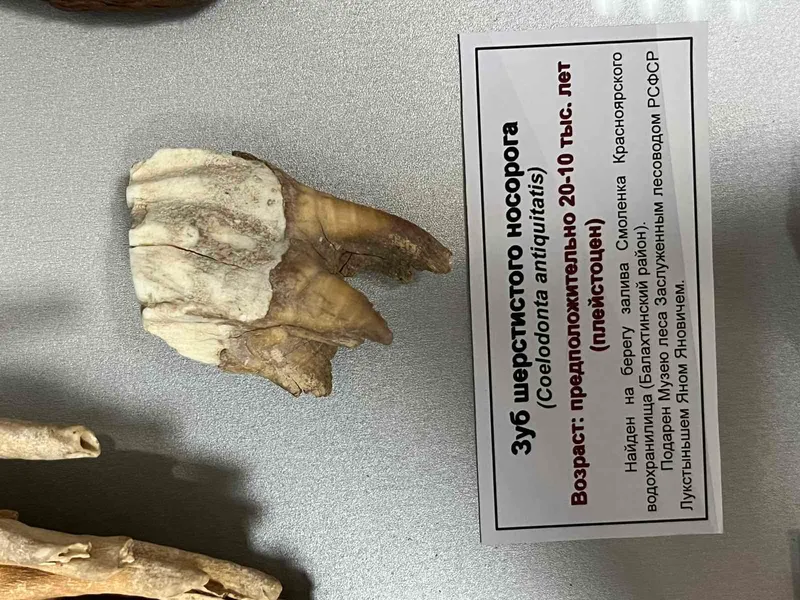 Зуб шерстистого носорога
(Coelodonta antiquitatis)
Возраст: предположительно 20-10 тыс. лет
(плейстоцен)
Найден на берегу залива Смоленка Красноярского
водохранилища (Балахтинский район).
Подарен Музею леса Заслуженным лесоводом РСФСР
Лукстыньшем Яном Яновичем.